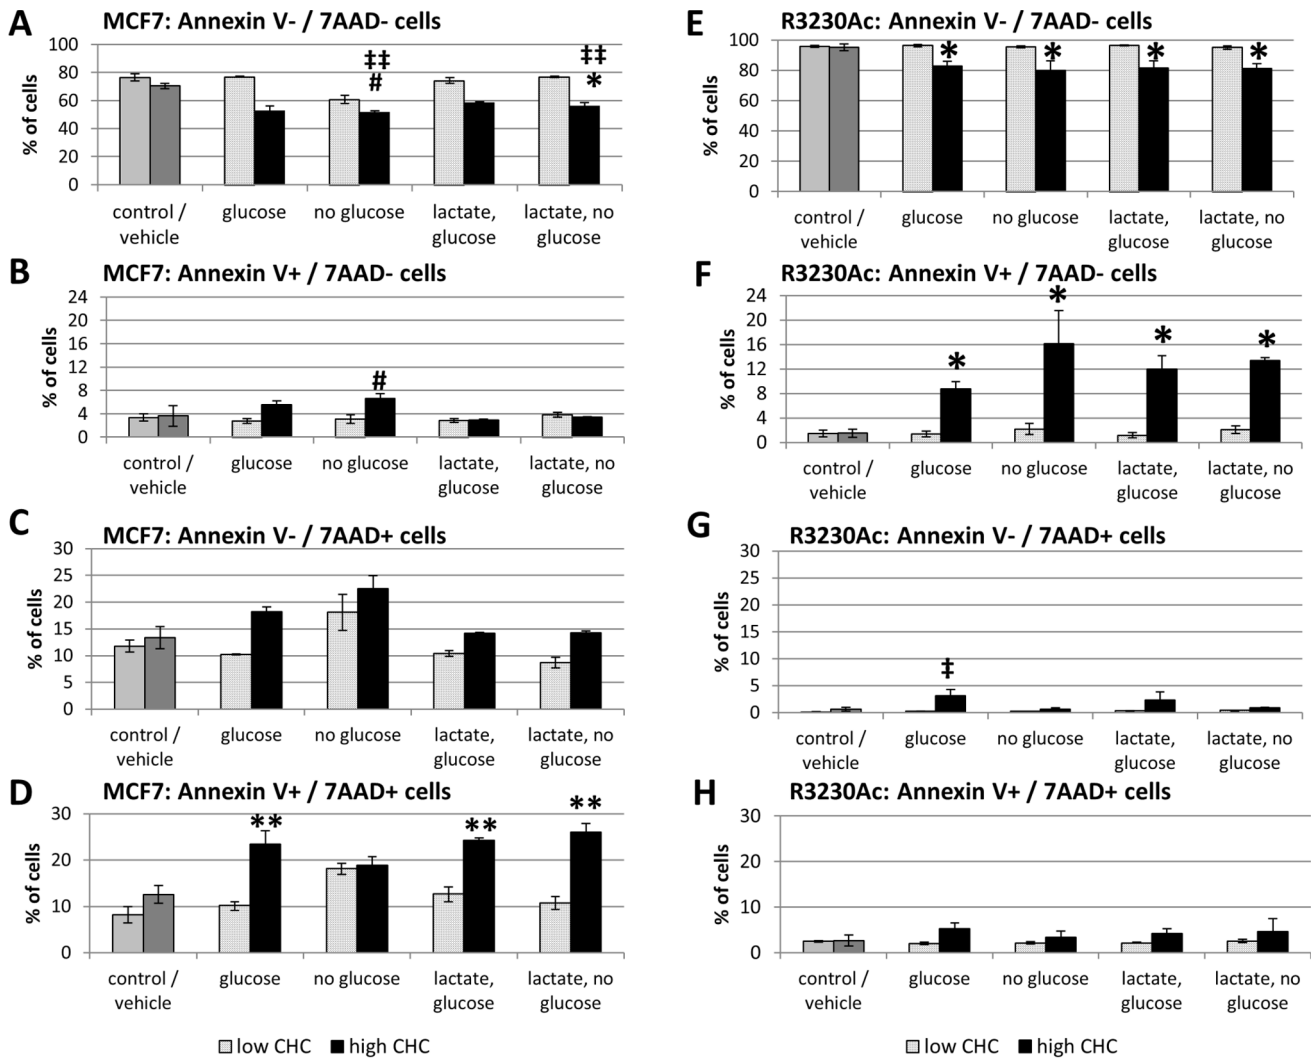 A MCF7: Annexin V- / 7AAD- cells
% of cells
100
80
60
40
20
0
‡‡
#
‡‡
*
control / vehicle
glucose
no glucose
lactate, glucose
lactate, no glucose
B MCF7: Annexin V+ / 7AAD- cells
% of cells
24
20
16
12
8
4
0
#
control / vehicle
glucose
no glucose
lactate, glucose
lactate, no glucose
C MCF7: Annexin V- / 7AAD+ cells
% of cells
30
25
20
15
10
5
0
control / vehicle
glucose
no glucose
lactate, glucose
lactate, no glucose
D MCF7: Annexin V+ / 7AAD+ cells
% of cells
30
20
10
0
**
**
**
control / vehicle
glucose
no glucose
lactate, glucose
lactate, no glucose
low CHC high CHC
E R3230Ac: Annexin V- / 7AAD- cells
% of cells
100
80
60
40
20
0
*
*
*
*
control / vehicle
glucose
no glucose
lactate, glucose
lactate, no glucose
F R3230Ac: Annexin V+ / 7AAD- cells
% of cells
24
20
16
12
8
4
0
*
*
*
*
control / vehicle
glucose
no glucose
lactate, glucose
lactate, no glucose
G R3230Ac: Annexin V- / 7AAD+ cells
% of cells
30
25
20
15
10
5
0
‡
control / vehicle
glucose
no glucose
lactate, glucose
lactate, no glucose
H R3230Ac: Annexin V+ / 7AAD+ cells
% of cells
30
20
10
0
control / vehicle
glucose
no glucose
lactate, glucose
lactate, no glucose
low CHC high CHC